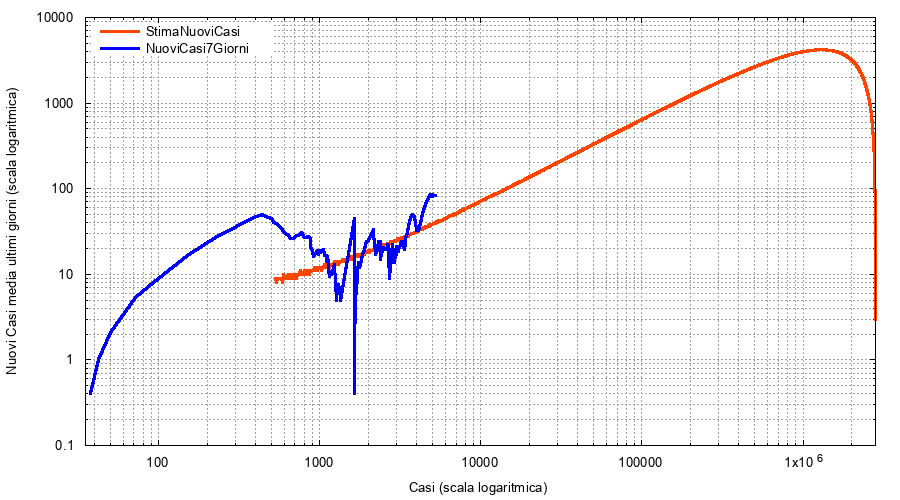 10000
1000
100
10
1
0.1
StimaNuoviCasi
NuoviCasi7Giorni
Nuovi Casi media ultimi giorni (scala logaritmica)
100
1000
10000
100000
1x10 6
Casi (scala logaritmica)